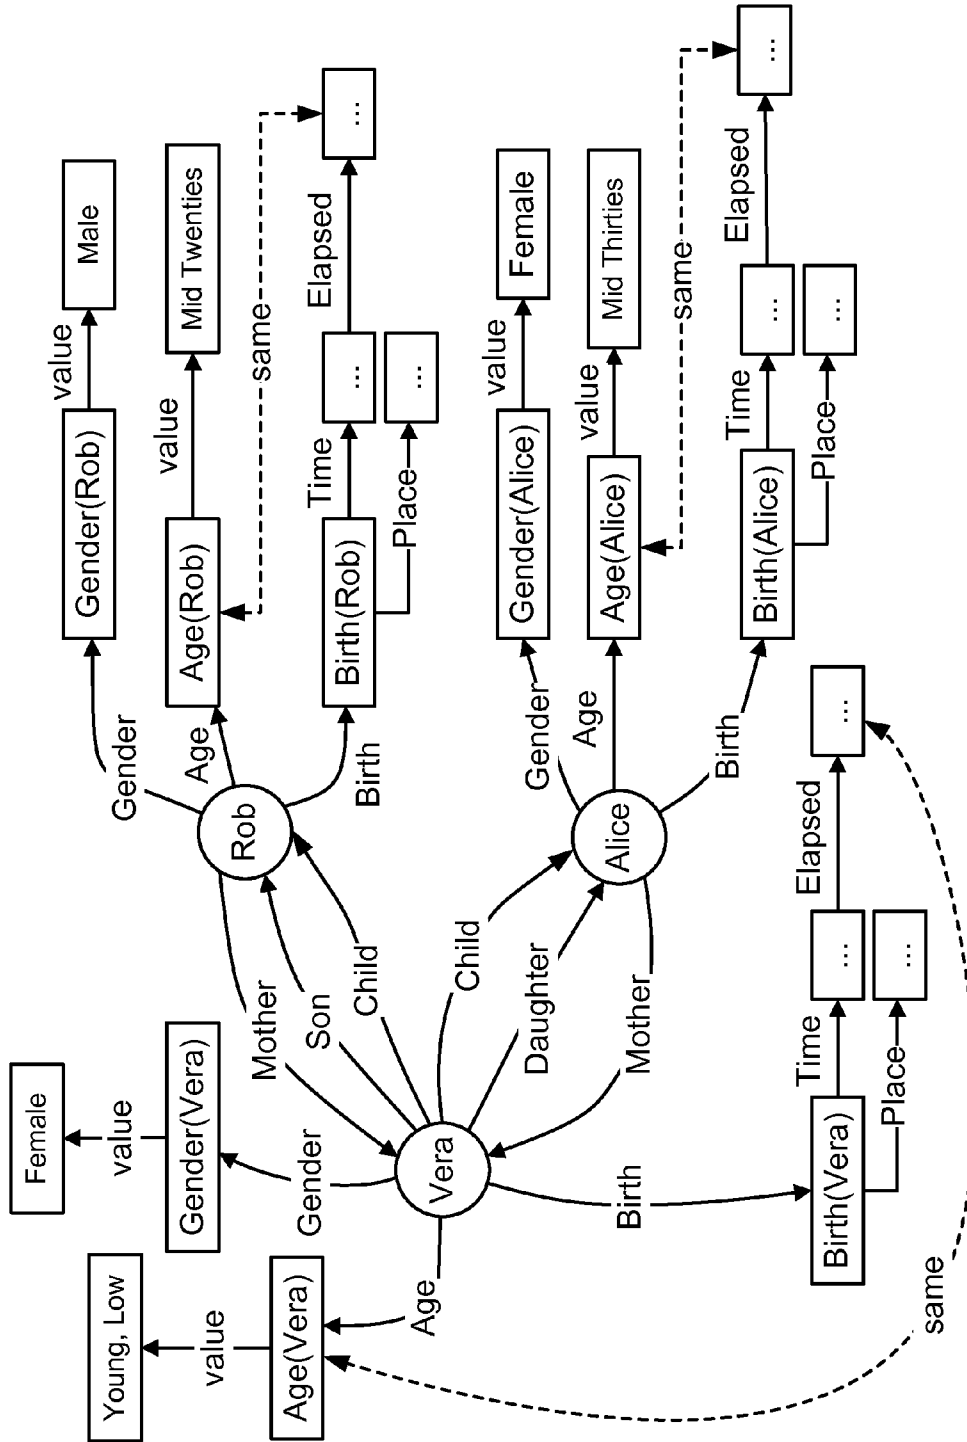 Female
value
Male
Gender(Rob)
Young, Low
value
Gender
value
Gender(Vera)
Age(Rob)
Mid Twenties
Age
value
Rob
Mother
same
Age(Vera)
Gender
Son
Time
Elapsed
Birth(Rob)
...
...
Child
Birth
Place
...
Age
Vera
Child
value
Gender(Alice)
Female
Daughter
Gender
Age
value
Age(Alice)
Mid Thirties
Alice
Birth
Mother
same
Birth
Time
Elapsed
Birth(Alice)
...
...
Place
...
Time
Elapsed
Birth(Vera)
...
...
Place
...
same